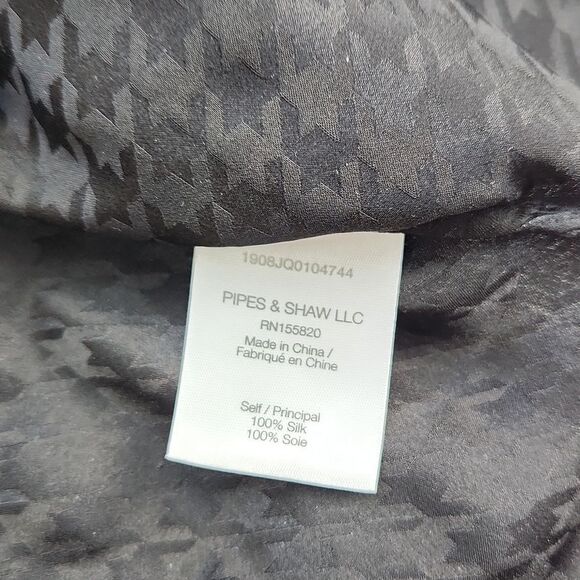 1908JQ0104744
PIPES & SHAW LLC
RN155820
Made in China /
Fabriqué en Chine
Self / Principal
100% Silk
100% Soie